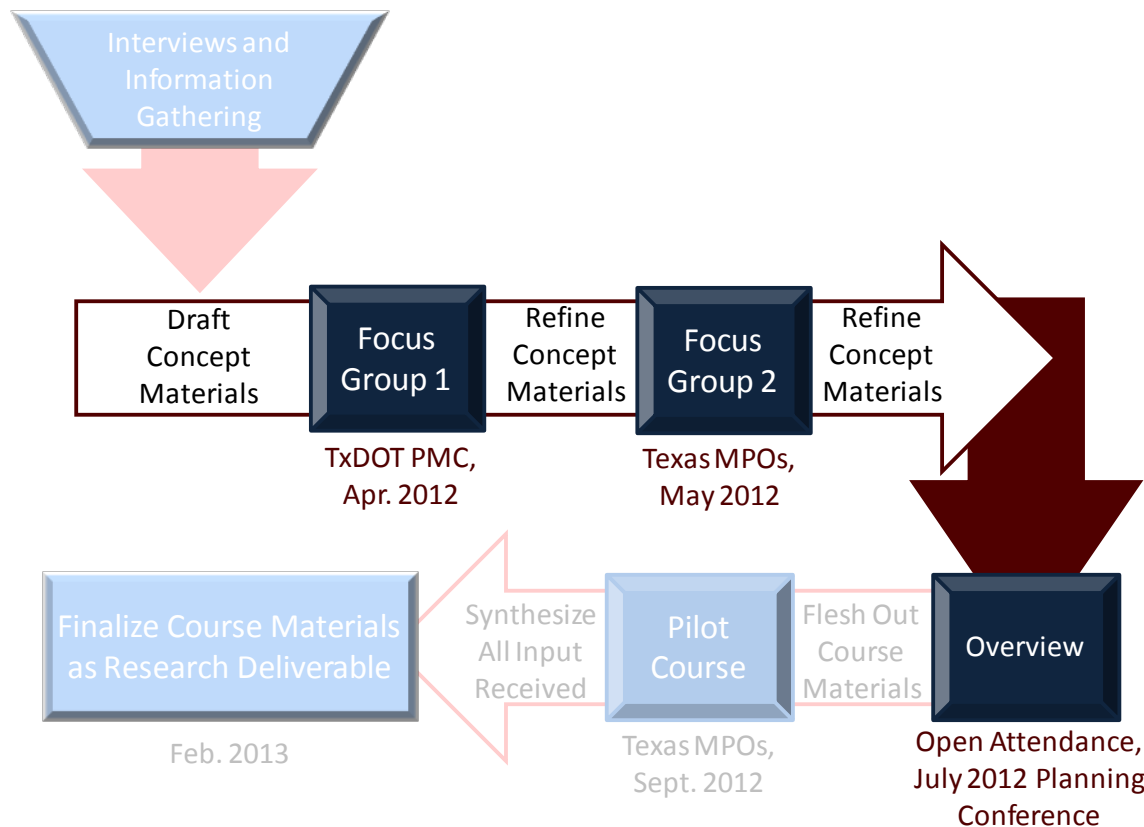 Interviews and
Information
Gathering
Draft
Concept
Materials
Focus
Group 1
TxDOT PMC,
Apr. 2012
Refine
Concept
Materials
Focus
Group 2
Texas MPOs,
May 2012
Refine
Concept
Materials
Overview
Open Attendance,
July 2012 Planning
Conference
Flesh Out
Course
Materials
Pilot
Course
Texas MPOs,
Sept. 2012
Synthesize
All Input
Received
Finalize Course Materials
as Research Deliverable
Feb. 2013